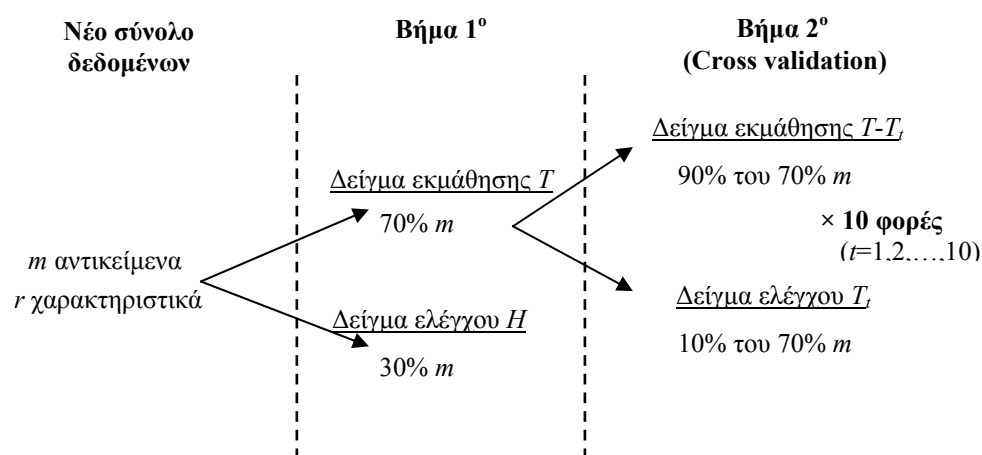 Νέο σύνολο
δεδομένων
Βήμα 1ο
Βήμα 2ο
(Cross validation)
m αντικείμενα
r χαρακτηριστικά
Δείγμα εκμάθησης T
70% m
Δείγμα ελέγχου H
30% m
Δείγμα εκμάθησης T-Tt
90% του 70% m
× 10 φορές
(t=1,2,…,10)
Δείγμα ελέγχου Tt
10% του 70% m